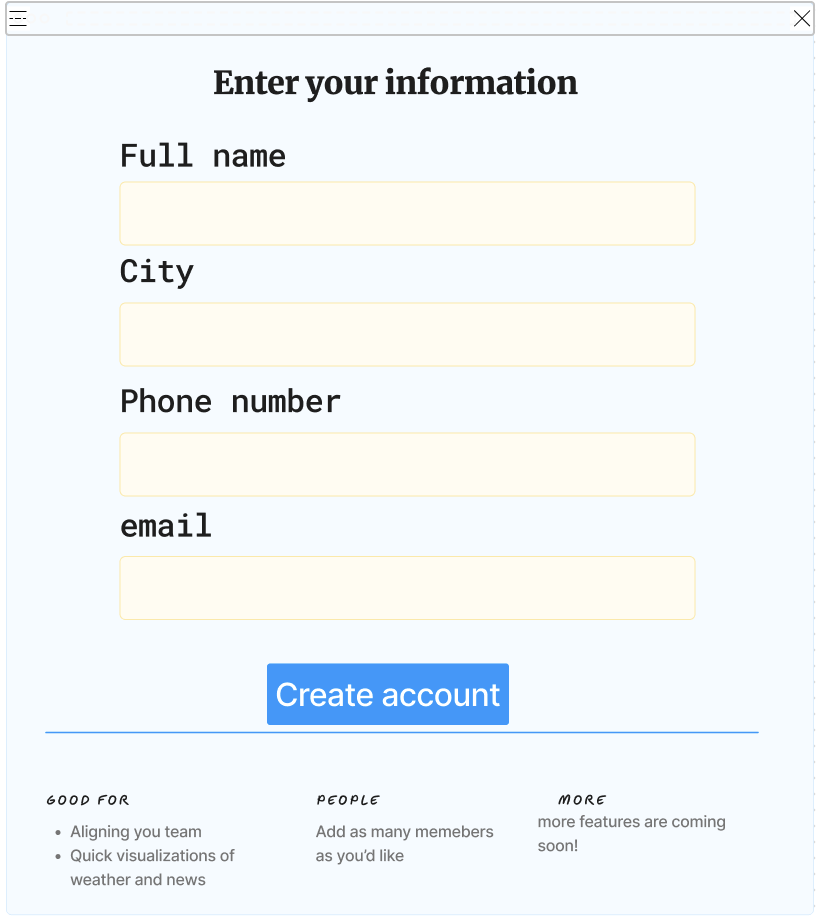 Enter your information
Full name
City
Phone number
email
Create account
GOOD FOR
• Aligning you team
• Quick visualizations of
weather and news
PEOPLE
Add as many memebers
as you'd like
MORE
more features are coming
soon!